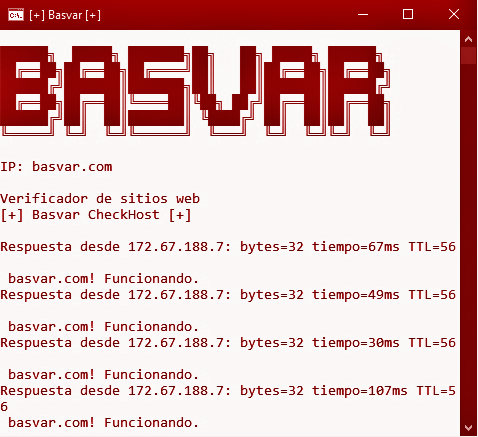 [+] Basvar [+]
BASVAR
IP: basvar.com
Verificador de sitios web
[+] Basvar CheckHost [+]
Respuesta desde 172.67.188.7: bytes=32 tiempo=67ms TTL=56
basvar.com! Funcionando.
Respuesta desde 172.67.188.7: bytes=32 tiempo=49ms TTL=56
basvar.com! Funcionando.
Respuesta desde 172.67.188.7: bytes=32 tiempo=30ms TTL=56
basvar.com! Funcionando.
Respuesta desde 172.67.188.7: bytes=32 tiempo=107ms TTL=5
6
basvar.com! Funcionando.